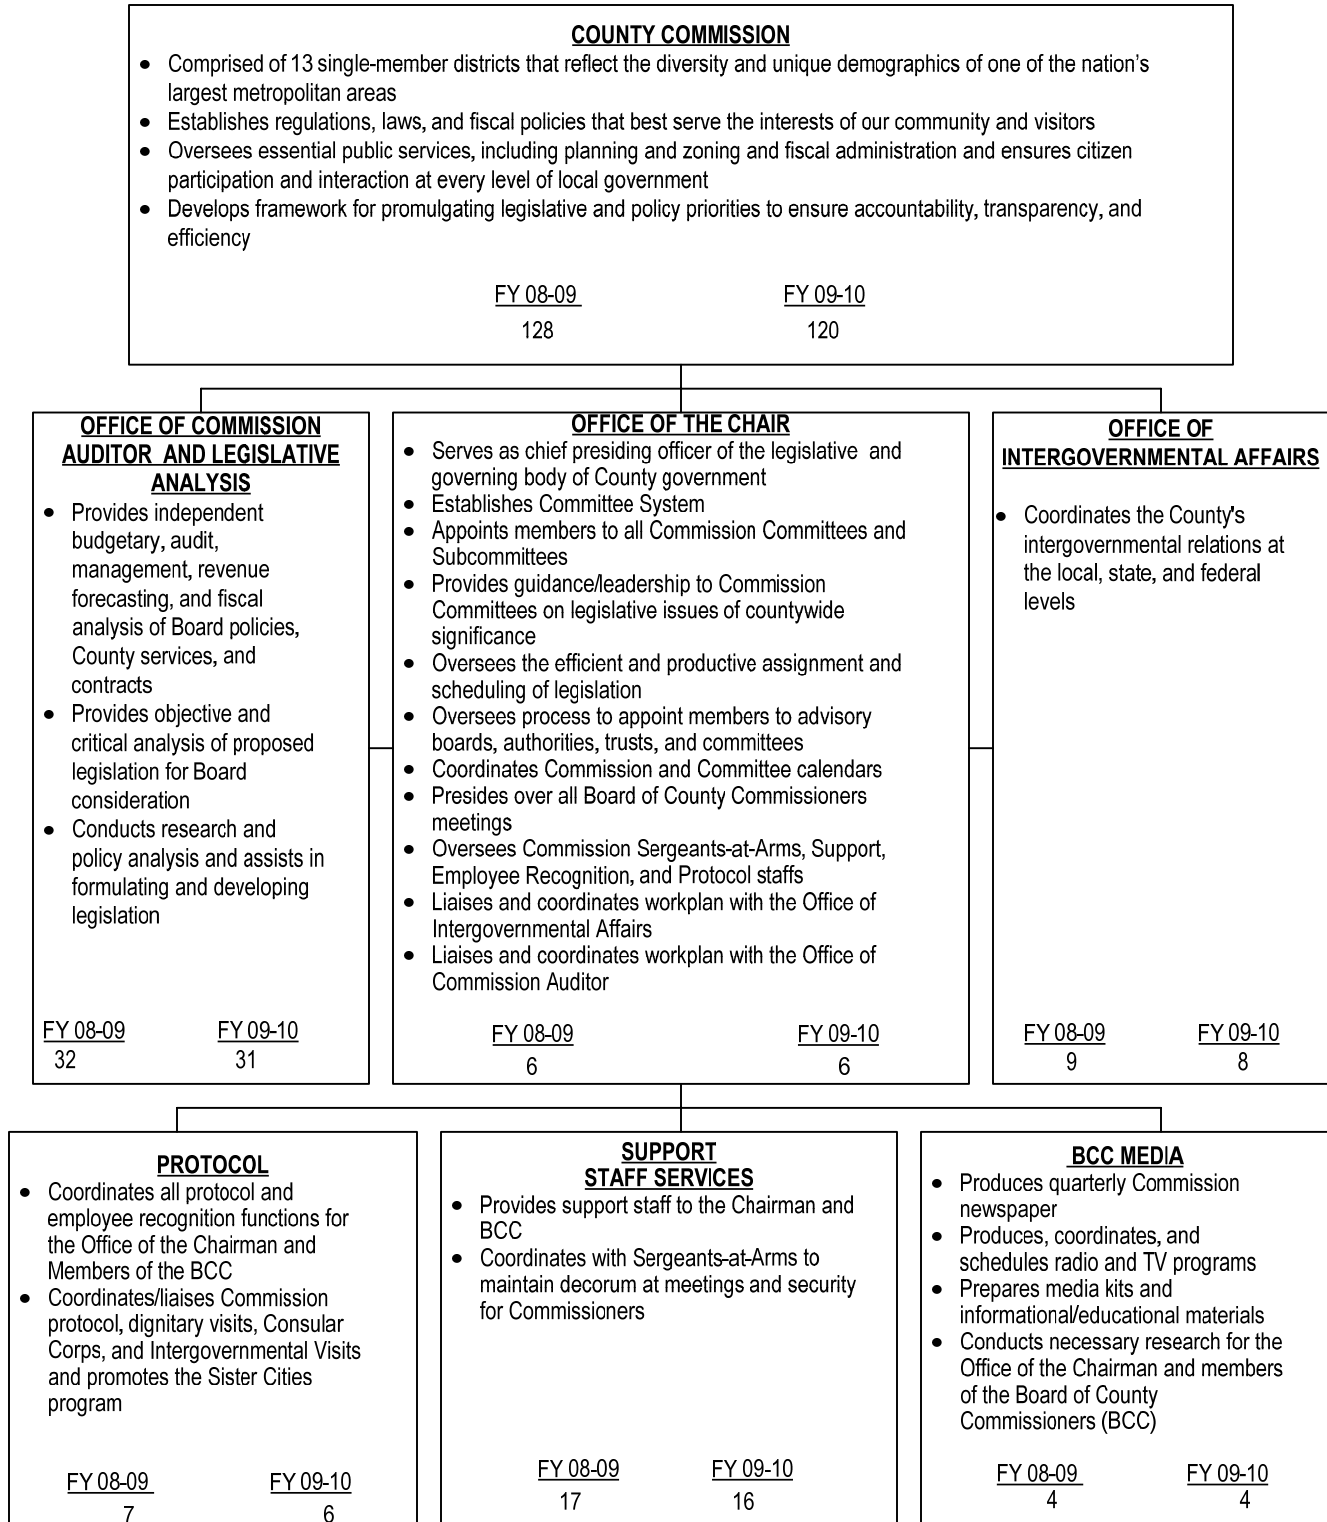 COUNTY COMMISSION
• Comprised of 13 single-member districts that reflect the diversity and unique demographics of one of the nation's
largest metropolitan areas
• Establishes regulations, laws, and fiscal policies that best serve the interests of our community and visitors
• Oversees essential public services, including planning and zoning and fiscal administration and ensures citizen
participation and interaction at every level of local government
• Develops framework for promulgating legislative and policy priorities to ensure accountability, transparency, and
efficiency
FY 08-09 FY 09-10
128 120
OFFICE OF COMMISSION
AUDITOR AND LEGISLATIVE
ANALYSIS
• Provides independent
budgetary, audit,
management, revenue
forecasting, and fiscal
analysis of Board policies,
County services, and
contracts
• Provides objective and
critical analysis of proposed
legislation for Board
consideration
• Conducts research and
policy analysis and assists in
formulating and developing
legislation
FY 08-09 FY 09-10
32 31
OFFICE OF THE CHAIR
• Serves as chief presiding officer of the legislative and
governing body of County government
• Establishes Committee System
• Appoints members to all Commission Committees and
Subcommittees
• Provides guidance/leadership to Commission
Committees on legislative issues of countywide
significance
• Oversees the efficient and productive assignment and
scheduling of legislation
• Oversees process to appoint members to advisory
boards, authorities, trusts, and committees
• Coordinates Commission and Committee calendars
• Presides over all Board of County Commissioners
meetings
• Oversees Commission Sergeants-at-Arms, Support,
Employee Recognition, and Protocol staffs
• Liaises and coordinates workplan with the Office of
Intergovernmental Affairs
• Liaises and coordinates workplan with the Office of
Commission Auditor
FY 08-09 FY 09-10
6 6
OFFICE OF
INTERGOVERNMENTAL AFFAIRS
• Coordinates the County's
intergovernmental relations at
the local, state, and federal
levels
FY 08-09 FY 09-10
9 8
PROTOCOL
• Coordinates all protocol and
employee recognition functions for
the Office of the Chairman and
Members of the BCC
• Coordinates/liaises Commission
protocol, dignitary visits, Consular
Corps, and Intergovernmental Visits
and promotes the Sister Cities
program
FY 08-09 FY 09-10
7 6
SUPPORT
STAFF SERVICES
• Provides support staff to the Chairman and
BCC
• Coordinates with Sergeants-at-Arms to
maintain decorum at meetings and security
for Commissioners
FY 08-09 FY 09-10
17 16
BCC MEDIA
• Produces quarterly Commission
newspaper
• Produces, coordinates, and
schedules radio and TV programs
• Prepares media kits and
informational/educational materials
• Conducts necessary research for the
Office of the Chairman and members
of the Board of County
Commissioners (BCC)
FY 08-09 FY 09-10
4 4